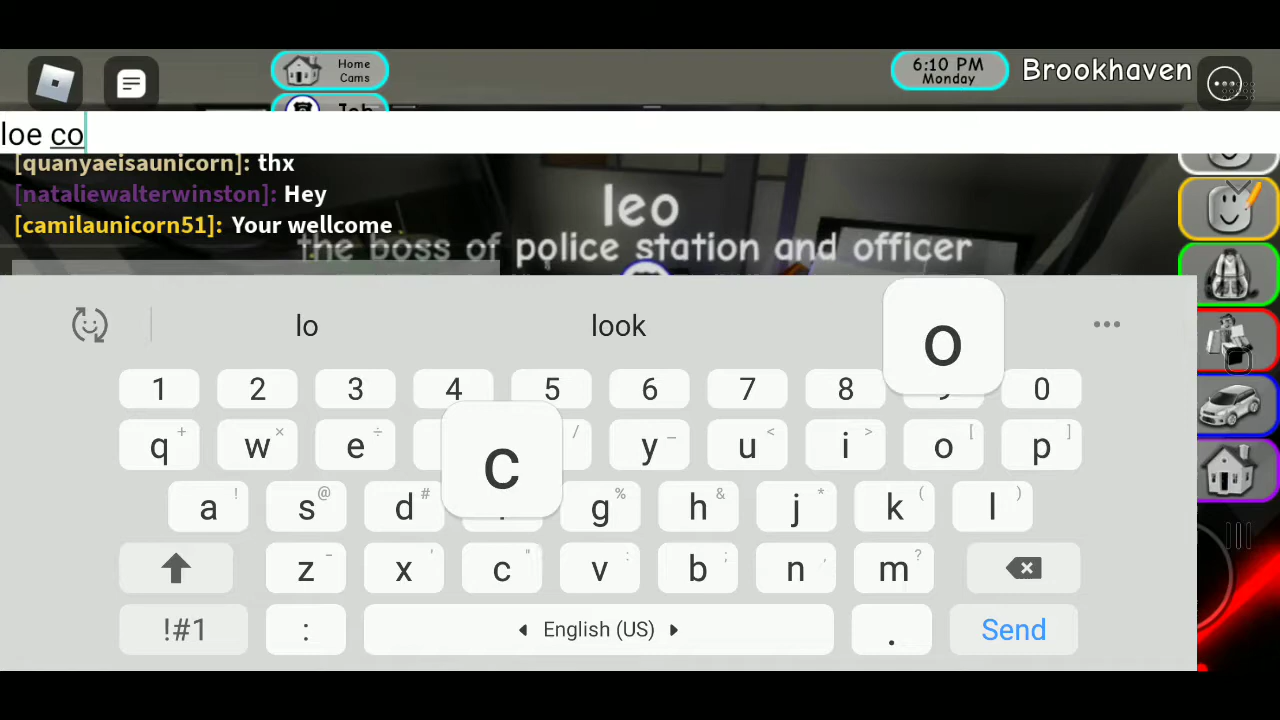 Home
Cams
6:10 PM
Monday
Brookhaven
Job
loe co
[quanyaeisaunicorn]: thx
[nataliewalterwinston]: Hey
[camilaunicorn51]: Your wellcome
leo
the boss of police station and officer
lo look
1 2 3 4 5 6 7 8 9 0
q + w × e ÷ / y _ u < i > o [ p ]
o
c
a ! s @ d # g % h & j * k ( l )
z - x ' c " v : b ; n , m ?
!#1 : English (US) . Send